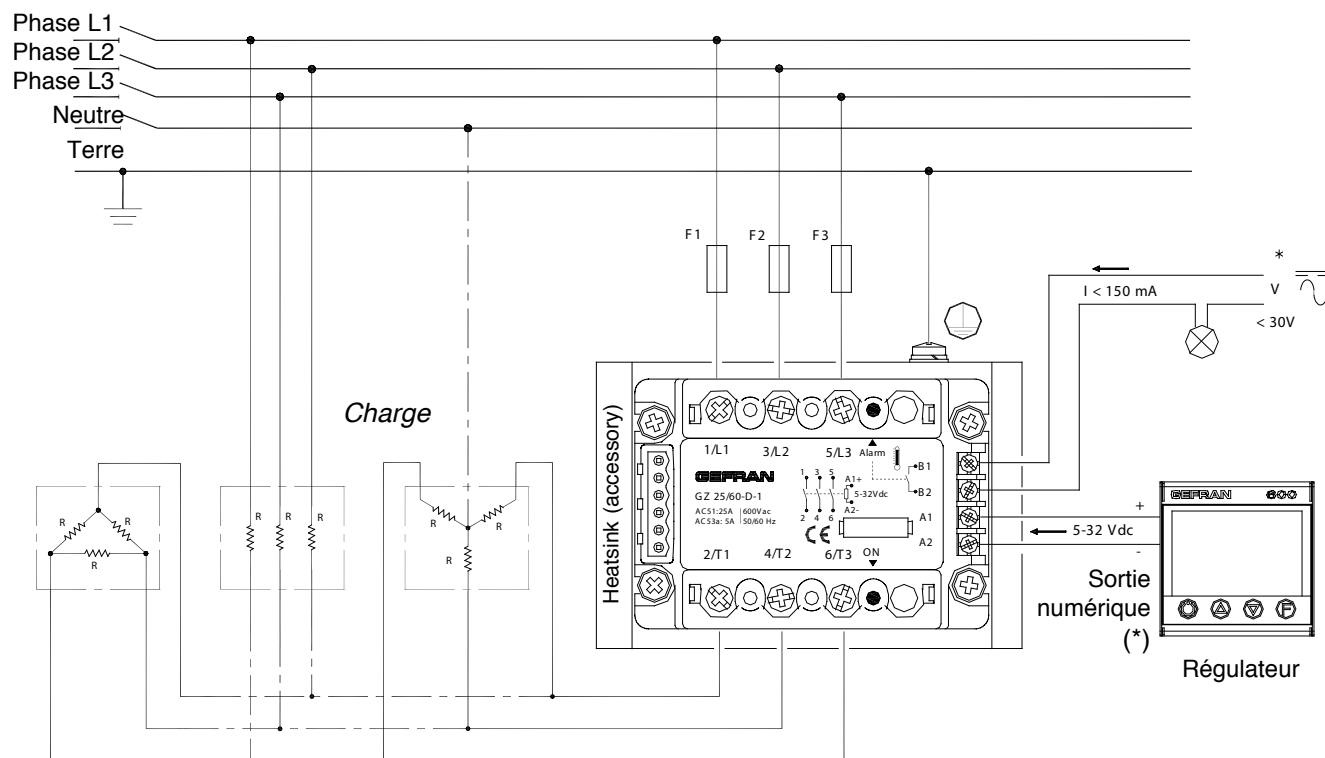 Phase L1
Phase L2
Phase L3
Neutre
Terre
F1
F2
F3
*
I < 150 mA
V
< 30V
Charge
Heatsink (accessory)
1/L1
3/L2
5/L3
Alarm
B1
B2
GEFRAN
GZ 25/60-D-1
AC51:25A
600Vac
AC53a: 5A
50/60 Hz
1 3 5
2 4 6
A1+
5-32Vdc
A2-
CE
A1
A2
2/T1
4/T2
6/T3
ON
+
5-32 Vdc
-
GEFRAN
600
F
Sortie
numérique
(*)
Régulateur
R
R
R
R
R
R
R
R
R